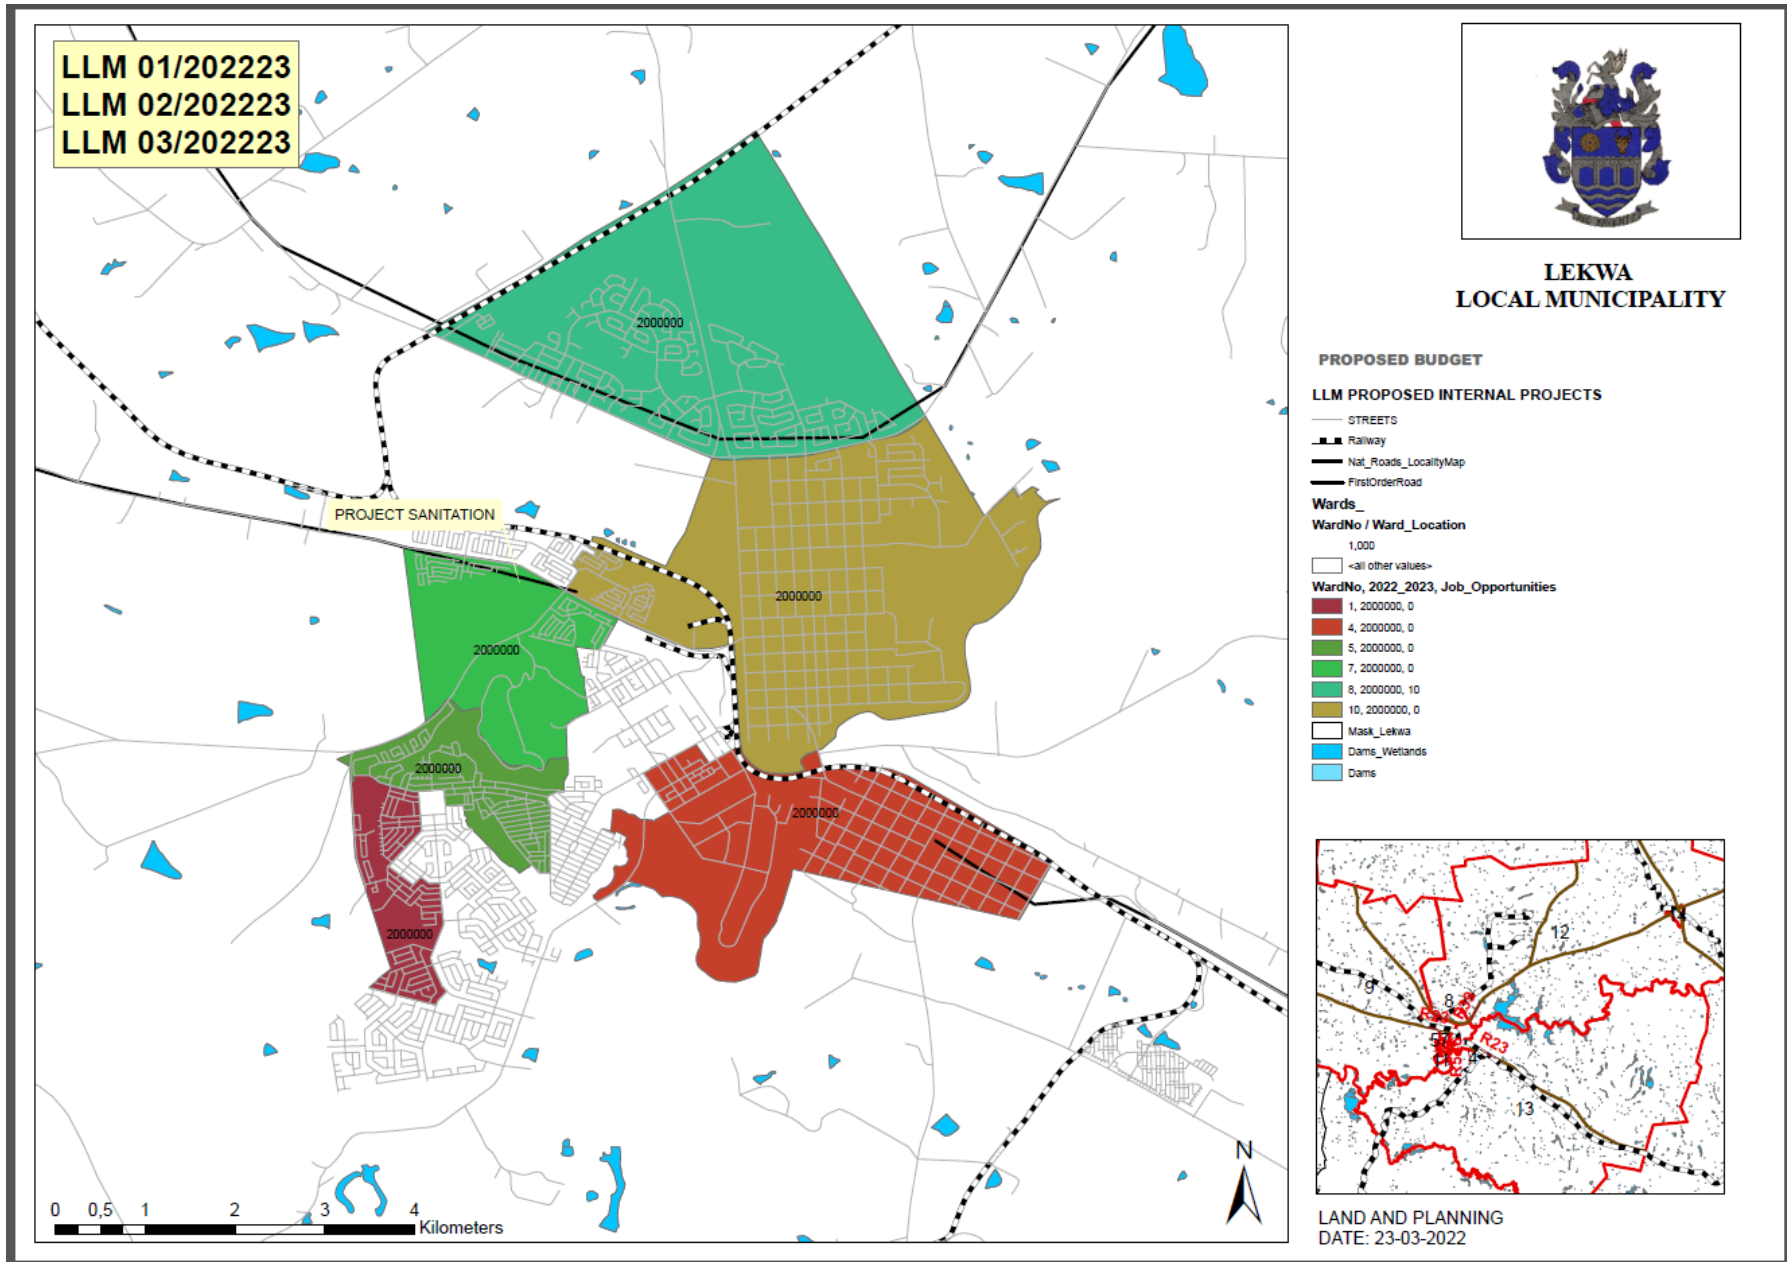 LLM 01/202223
LLM 02/202223
LLM 03/202223
2000000
PROJECT SANITATION
2000000
2000000
2000000
2000000
2000000
0 0,5 1 2 3 4
Kilometers
N
LEKWA
LOCAL MUNICIPALITY
PROPOSED BUDGET
LLM PROPOSED INTERNAL PROJECTS
STREETS
Railway
Nat_Roads_LocalityMap
FirstOrderRoad
Wards_
WardNo / Ward_Location
1,000
<all other values>
WardNo, 2022_2023, Job_Opportunities
1, 2000000, 0
4, 2000000, 0
5, 2000000, 0
7, 2000000, 0
8, 2000000, 10
10, 2000000, 0
Mask_Lekwa
Dams_Wetlands
Dams
14
12
9
8
R23
4
13
LAND AND PLANNING
DATE: 23-03-2022